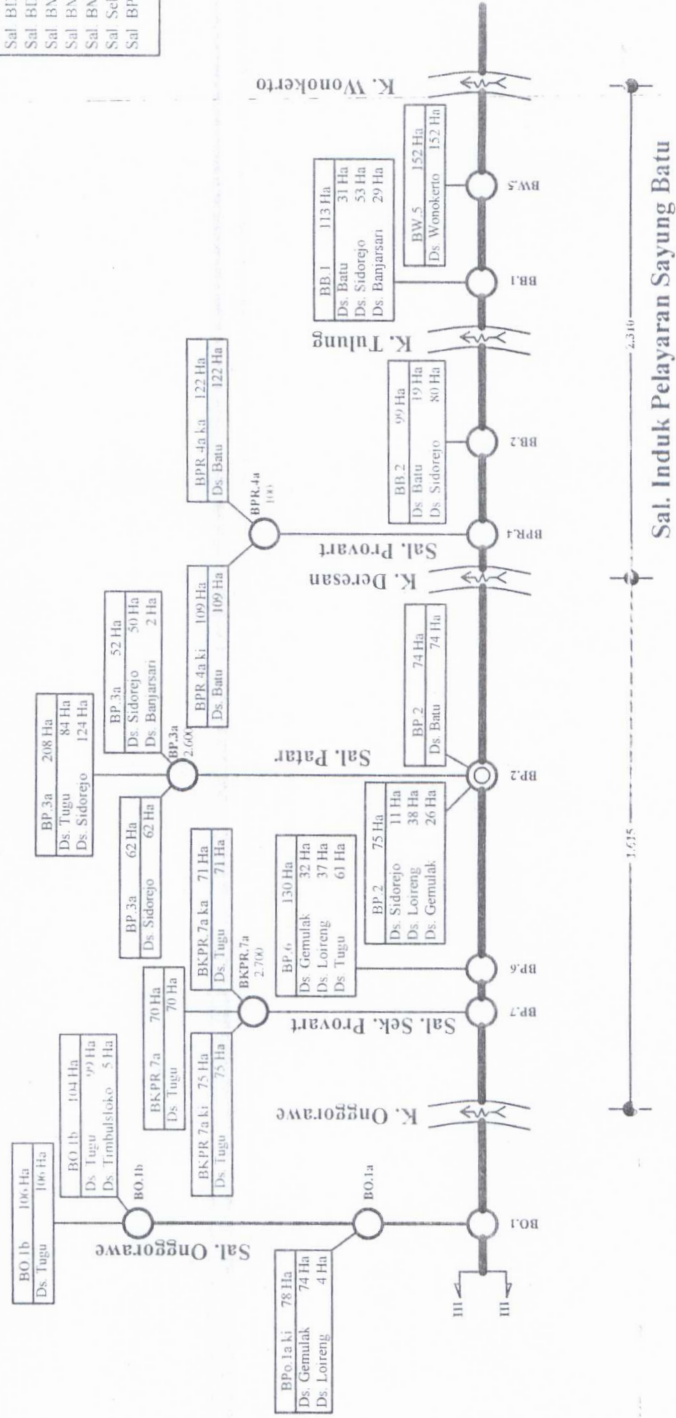 Sal BNI
Sal BP
K. Wonokerto
BW.5 152 Ha
Ds. Wonokerto 152 Ha
BW.5
BB.1 113 Ha
Ds. Batu 31 Ha
Ds. Sidorejo 53 Ha
Ds. Banjarsari 29 Ha
BB.1
K. Tulung
BB.2 99 Ha
Ds Batu 19 Ha
Ds Sidorejo 80 Ha
BB.2
BPR 4a ka 122 Ha
Ds. Batu 122 Ha
BPR.4a
100
BPR 4a ki 109 Ha
Ds. Batu 109 Ha
Sal. Provart
BPR.4
K. Deresan
2.310
Sal. Induk Pelayaran Sayung Batu
BP.3a 208 Ha
Ds. Tugu 84 Ha
Ds. Sidorejo 124 Ha
BP.3a 52 Ha
Ds. Sidorejo 50 Ha
Ds. Banjarsari 2 Ha
BP.3a
2.600
BP.3a 62 Ha
Ds. Sidorejo 62 Ha
Sal. Patar
BP.2 74 Ha
Ds. Batu 74 Ha
BP.2
BP 2 75 Ha
Ds. Sidorejo 11 Ha
Ds. Loireng 38 Ha
Ds. Gemulak 26 Ha
BP.6 130 Ha
Ds Gemulak 32 Ha
Ds Loireng 37 Ha
Ds Tugu 61 Ha
BP.6
BKPR.7a ka 71 Ha
Ds. Tugu 71 Ha
BKPR 7a 70 Ha
Ds Tugu 70 Ha
BKPR.7a
2.700
BKPR 7a ki 75 Ha
Ds. Tugu 75 Ha
Sal. Sek. Provart
BP.7
K. Onggorawe
BO 1b 104 Ha
Ds Tugu 99 Ha
Ds Timbulsloko 5 Ha
BO 1b 106 Ha
Ds. Tugu 106 Ha
BO.1b
Sal. Onggorawe
BO.1a
BPo.1a ki 78 Ha
Ds. Gemulak 74 Ha
Ds. Loireng 4 Ha
BO.1
III
III